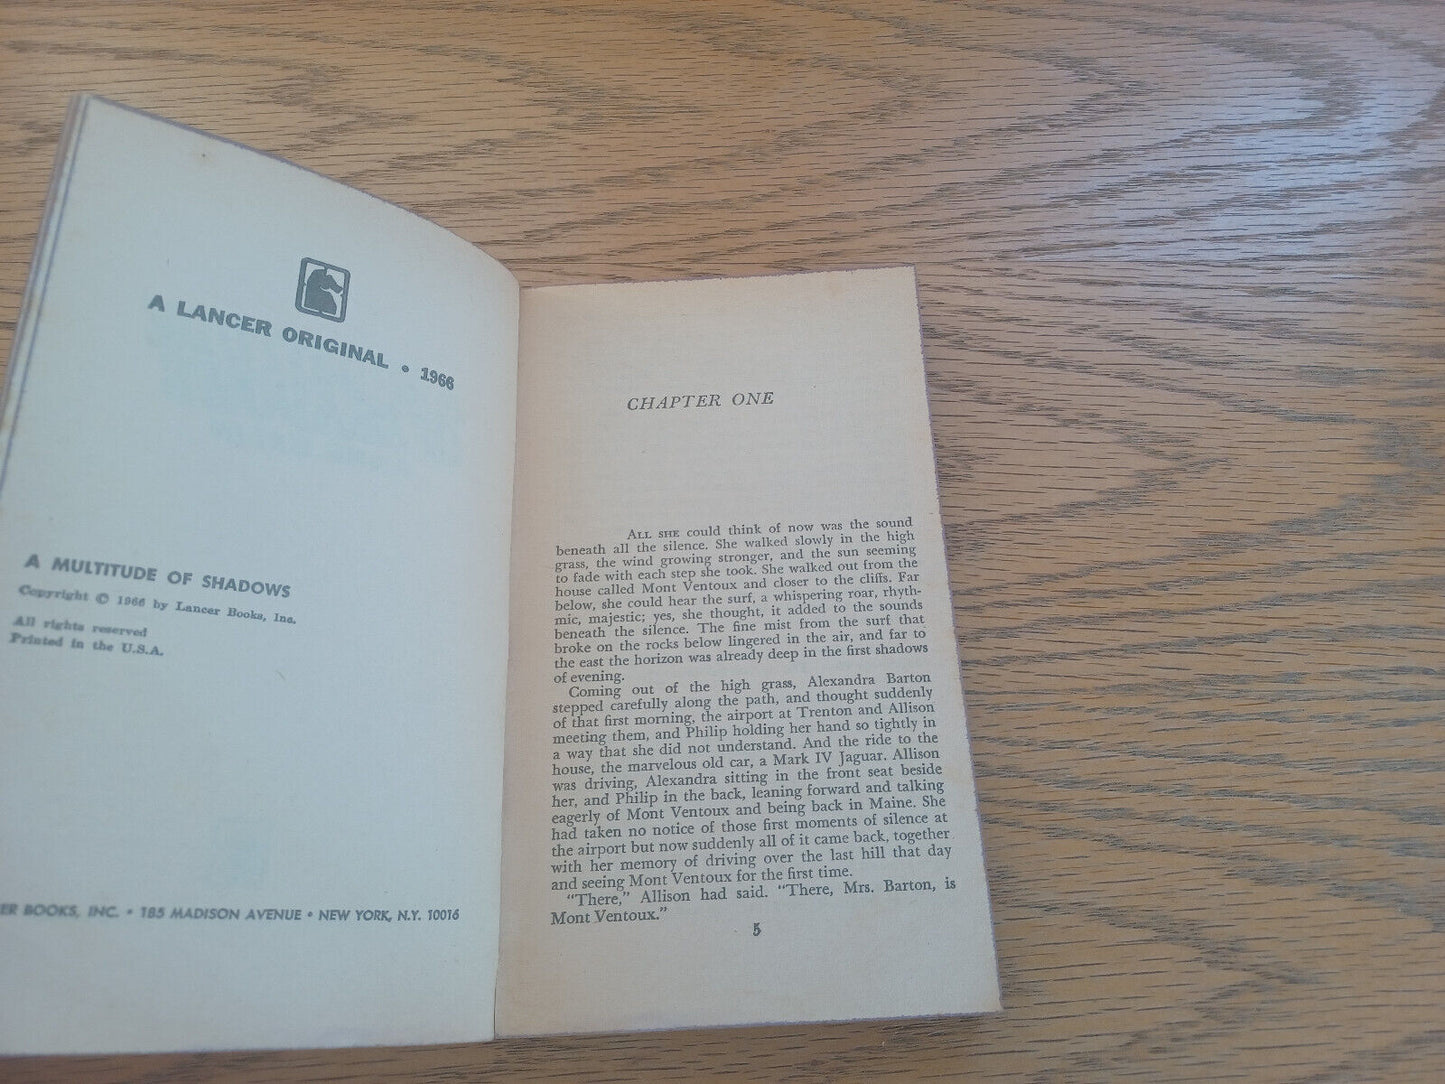 A LANCER ORIGINAL • 1966
A MULTITUDE OF SHADOWS
Copyright © 1966 by Lancer Books, Inc.
All rights reserved
Printed in the U.S.A.
ER BOOKS, INC. • 185 MADISON AVENUE • NEW YORK, N.Y. 10016
CHAPTER ONE
ALL SHE could think of now was the sound
beneath all the silence. She walked slowly in the high
grass, the wind growing stronger, and the sun seeming
to fade with each step she took. She walked out from the
house called Mont Ventoux and closer to the cliffs. Far
below, she could hear the surf, a whispering roar, rhyth-
mic, majestic; yes, she thought, it added to the sounds
beneath the silence. The fine mist from the surf that
broke on the rocks below lingered in the air, and far to
the east the horizon was already deep in the first shadows
of evening.
Coming out of the high grass, Alexandra Barton
stepped carefully along the path, and thought suddenly
of that first morning, the airport at Trenton and Allison
meeting them, and Philip holding her hand so tightly in
a way that she did not understand. And the ride to the
house, the marvelous old car, a Mark IV Jaguar. Allison
was driving, Alexandra sitting in the front seat beside
her, and Philip in the back, leaning forward and talking
eagerly of Mont Ventoux and being back in Maine. She
had taken no notice of those first moments of silence at
the airport but now suddenly all of it came back, together
with her memory of driving over the last hill that day
and seeing Mont Ventoux for the first time.
"There," Allison had said. "There, Mrs. Barton, is
Mont Ventoux."
5